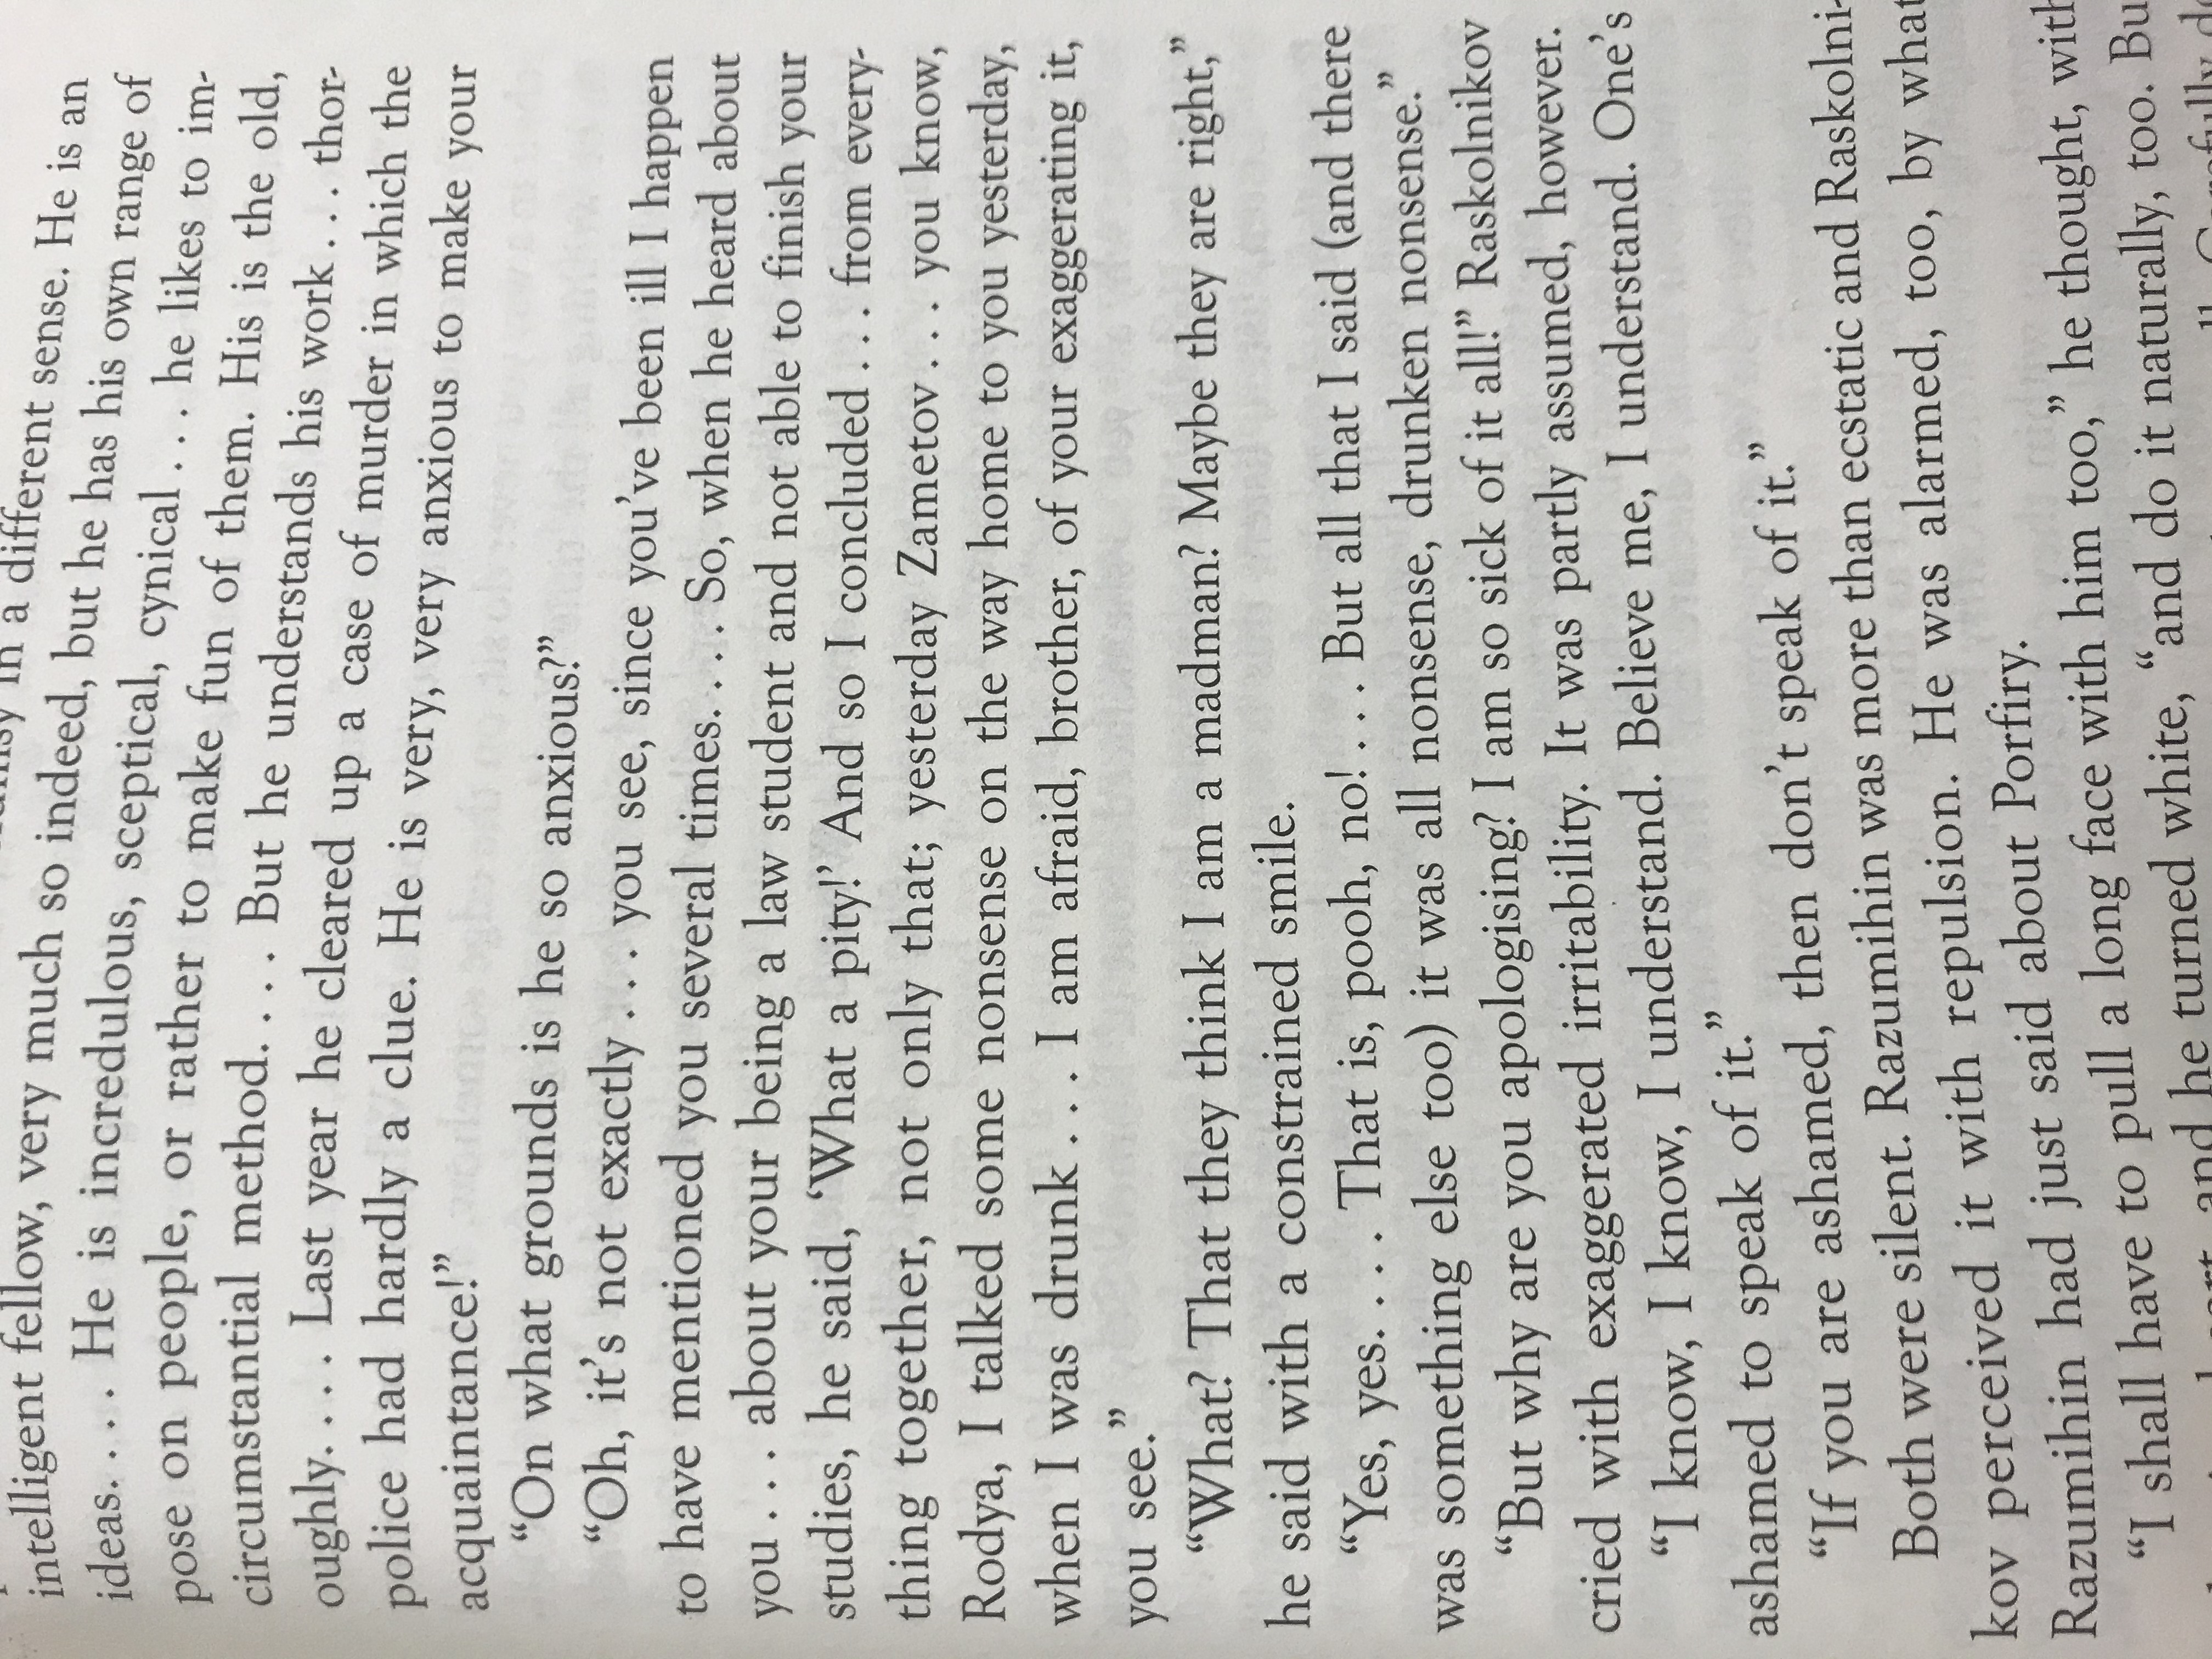 in a different sense. He is an
intelligent fellow, very much so indeed, but he has his own range of
ideas. . . . He is incredulous, sceptical, cynical . . . he likes to im-
pose on people, or rather to make fun of them. His is the old,
circumstantial method. . . . But he understands his work . . . thor-
oughly. . . . Last year he cleared up a case of murder in which the
police had hardly a clue. He is very, very anxious to make your
acquaintance!”
“On what grounds is he so anxious?”
“Oh, it’s not exactly . . . you see, since you’ve been ill I happen
to have mentioned you several times. . . . So, when he heard about
you . . . about your being a law student and not able to finish your
studies, he said, ‘What a pity!’ And so I concluded . . . from every-
thing together, not only that; yesterday Zametov . . . you know,
Rodya, I talked some nonsense on the way home to you yesterday,
when I was drunk . . . I am afraid, brother, of your exaggerating it,
you see.”
“What? That they think I am a madman? Maybe they are right,”
he said with a constrained smile.
“Yes, yes. . . . That is, pooh, no! . . . But all that I said (and there
was something else too) it was all nonsense, drunken nonsense.”
“But why are you apologising? I am so sick of it all!” Raskolnikov
cried with exaggerated irritability. It was partly assumed, however.
“I know, I know, I understand. Believe me, I understand. One’s
ashamed to speak of it.”
“If you are ashamed, then don’t speak of it.”
Both were silent. Razumihin was more than ecstatic and Raskolni-
kov perceived it with repulsion. He was alarmed, too, by what
Razumihin had just said about Porfiry.
“I shall have to pull a long face with him too,” he thought, with
and he turned white, “and do it naturally, too. Bu